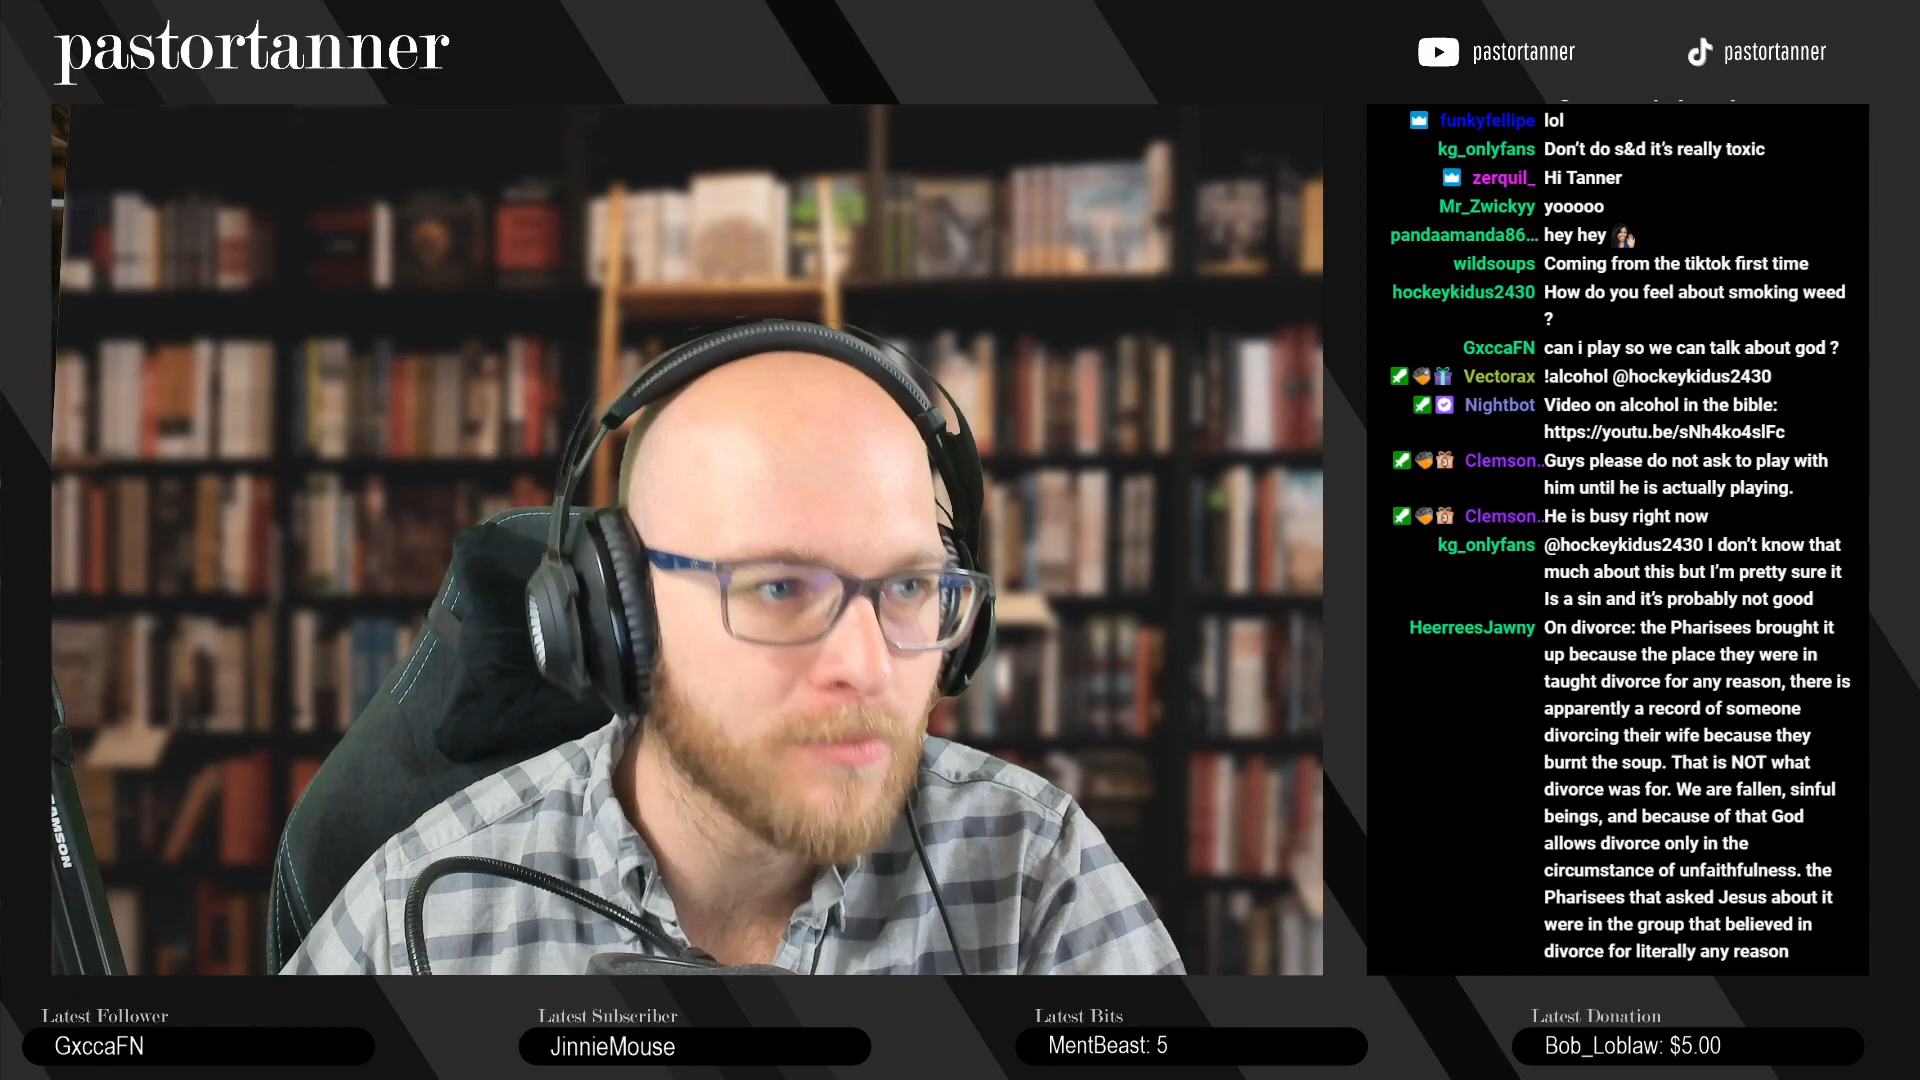 pastortanner
pastortanner
pastortanner
funkyfellipe lol
kg_onlyfans Don't do s&d it's really toxic
zerquil_ Hi Tanner
Mr_Zwickyy yooooo
pandaamanda86... hey hey
wildsoups Coming from the tiktok first time
hockeykidus2430 How do you feel about smoking weed
?
GxccaFN can i play so we can talk about god ?
Vectorax !alcohol @hockeykidus2430
Nightbot Video on alcohol in the bible:
https://youtu.be/sNh4ko4slFc
Clemson.. Guys please do not ask to play with
him until he is actually playing.
Clemson.. He is busy right now
kg_onlyfans @hockeykidus2430 I don't know that
much about this but I'm pretty sure it
Is a sin and it's probably not good
HeerreesJawny On divorce: the Pharisees brought it
up because the place they were in
taught divorce for any reason, there is
apparently a record of someone
divorcing their wife because they
burnt the soup. That is NOT what
divorce was for. We are fallen, sinful
beings, and because of that God
allows divorce only in the
circumstance of unfaithfulness. the
Pharisees that asked Jesus about it
were in the group that believed in
divorce for literally any reason
AMSON
Latest Follower
GxccaFN
Latest Subscriber
JinnieMouse
Latest Bits
MentBeast: 5
Latest Donation
Bob_Loblaw: $5.00